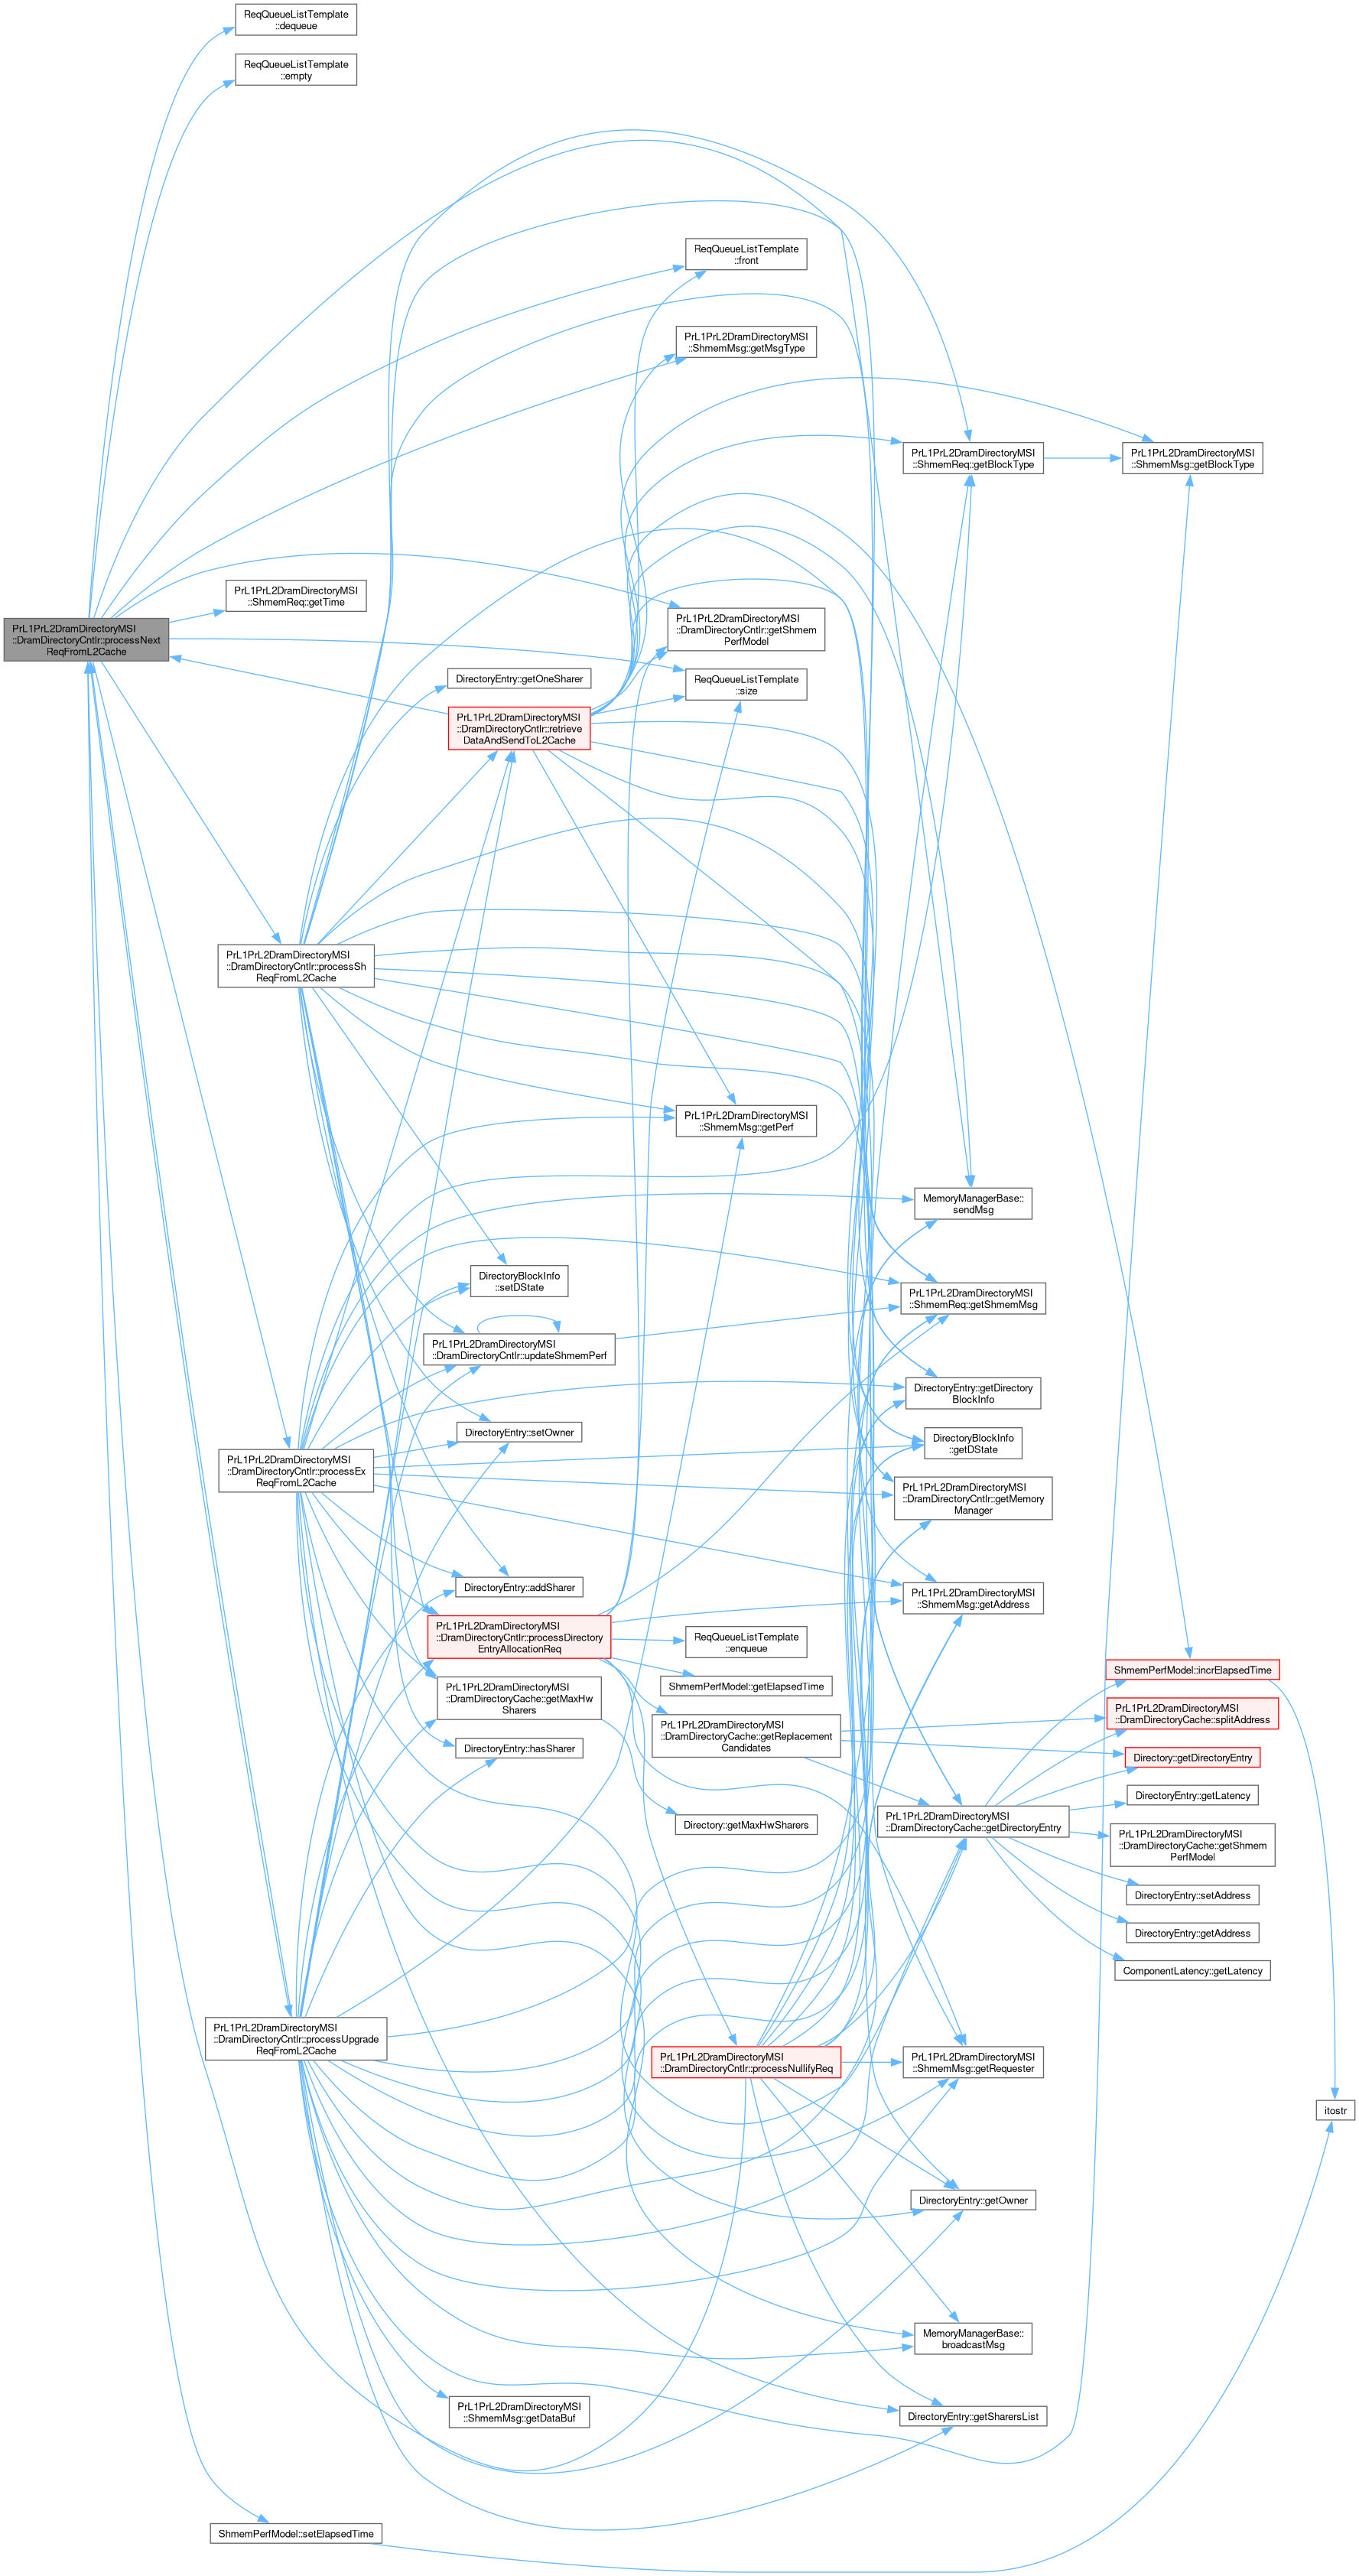 ReqQueueListTemplate
::dequeue
ReqQueueListTemplate
::empty
ReqQueueListTemplate
::front
PrL1PrL2DramDirectoryMSI
::ShmemMsg::getMsgType
PrL1PrL2DramDirectoryMSI
::ShmemReq::getBlockType
PrL1PrL2DramDirectoryMSI
::ShmemMsg::getBlockType
PrL1PrL2DramDirectoryMSI
::ShmemReq::getTime
PrL1PrL2DramDirectoryMSI
::DramDirectoryCntlr::processNext
ReqFromL2Cache
PrL1PrL2DramDirectoryMSI
::DramDirectoryCntlr::getShmem
PerfModel
DirectoryEntry::getOneSharer
ReqQueueListTemplate
::size
PrL1PrL2DramDirectoryMSI
::DramDirectoryCntlr::retrieve
DataAndSendToL2Cache
PrL1PrL2DramDirectoryMSI
::DramDirectoryCntlr::processSh
ReqFromL2Cache
PrL1PrL2DramDirectoryMSI
::ShmemMsg::getPerf
MemoryManagerBase::
sendMsg
DirectoryBlockInfo
::setDState
PrL1PrL2DramDirectoryMSI
::ShmemReq::getShmemMsg
PrL1PrL2DramDirectoryMSI
::DramDirectoryCntlr::updateShmemPerf
DirectoryEntry::getDirectory
BlockInfo
DirectoryEntry::setOwner
DirectoryBlockInfo
::getDState
PrL1PrL2DramDirectoryMSI
::DramDirectoryCntlr::processEx
ReqFromL2Cache
PrL1PrL2DramDirectoryMSI
::DramDirectoryCntlr::getMemory
Manager
DirectoryEntry::addSharer
PrL1PrL2DramDirectoryMSI
::ShmemMsg::getAddress
PrL1PrL2DramDirectoryMSI
::DramDirectoryCntlr::processDirectory
EntryAllocationReq
ReqQueueListTemplate
::enqueue
ShmemPerfModel::incrElapsedTime
ShmemPerfModel::getElapsedTime
PrL1PrL2DramDirectoryMSI
::DramDirectoryCache::getMaxHw
Sharers
PrL1PrL2DramDirectoryMSI
::DramDirectoryCache::splitAddress
PrL1PrL2DramDirectoryMSI
::DramDirectoryCache::getReplacement
Candidates
DirectoryEntry::hasSharer
Directory::getDirectoryEntry
DirectoryEntry::getLatency
Directory::getMaxHwSharers
PrL1PrL2DramDirectoryMSI
::DramDirectoryCache::getDirectoryEntry
PrL1PrL2DramDirectoryMSI
::DramDirectoryCache::getShmem
PerfModel
DirectoryEntry::setAddress
DirectoryEntry::getAddress
ComponentLatency::getLatency
PrL1PrL2DramDirectoryMSI
::DramDirectoryCntlr::processUpgrade
ReqFromL2Cache
PrL1PrL2DramDirectoryMSI
::DramDirectoryCntlr::processNullifyReq
PrL1PrL2DramDirectoryMSI
::ShmemMsg::getRequester
itostr
DirectoryEntry::getOwner
MemoryManagerBase::
broadcastMsg
PrL1PrL2DramDirectoryMSI
::ShmemMsg::getDataBuf
DirectoryEntry::getSharersList
ShmemPerfModel::setElapsedTime